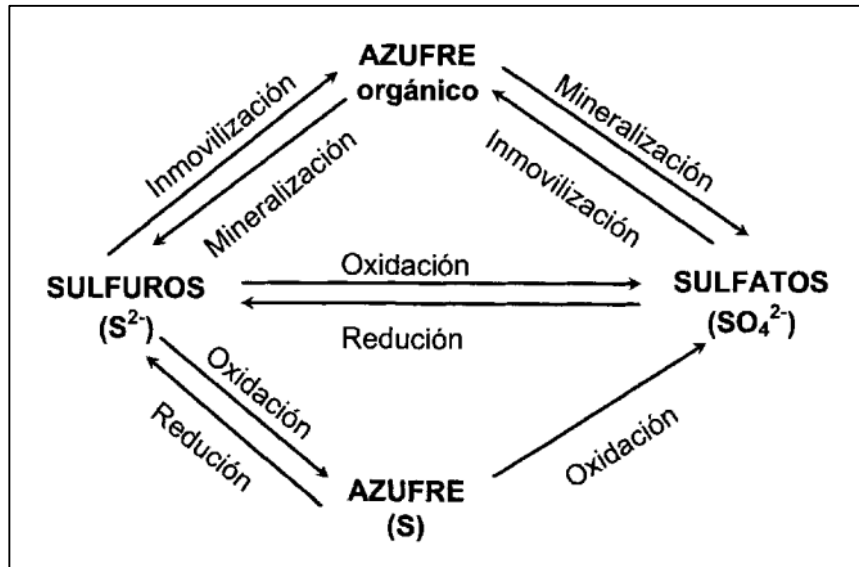 AZUFRE
orgánico
Inmovilización
Mineralización
Mineralización
Inmovilización
Oxidación
SULFUROS
(S²⁻)
SULFATOS
(SO₄²⁻)
Redución
Oxidación
Redución
Oxidación
AZUFRE
(S)